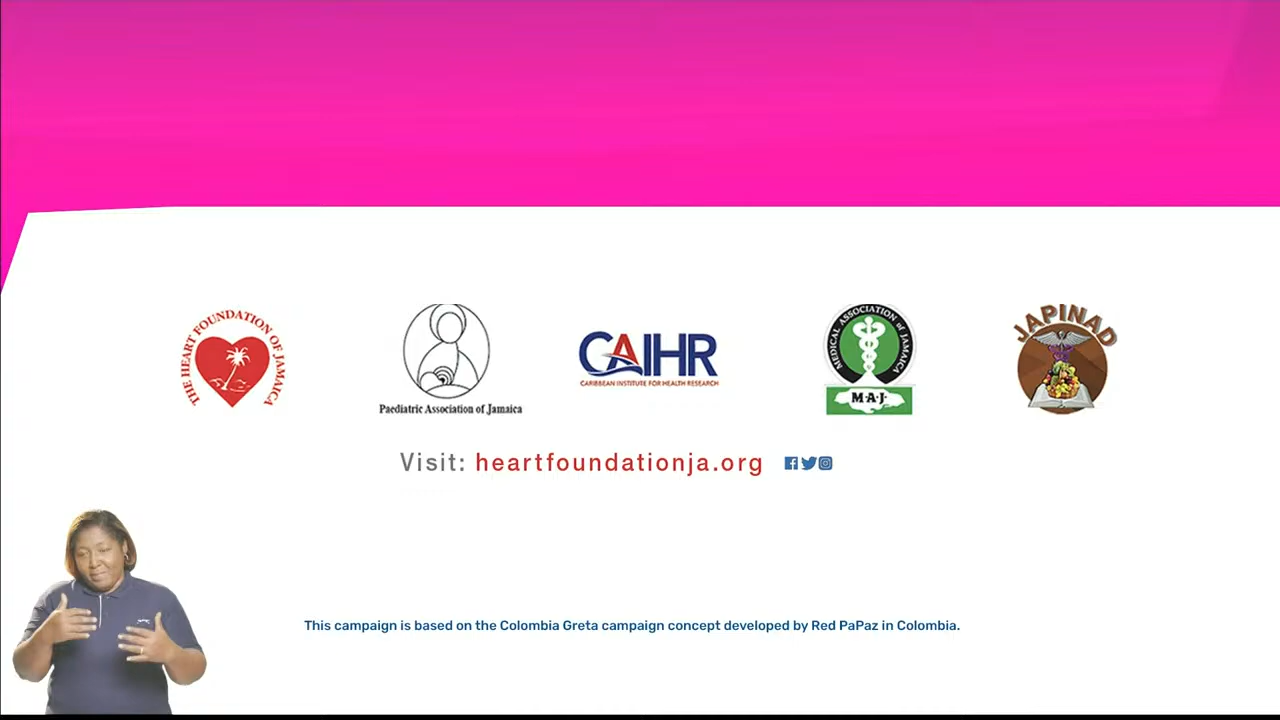 THE HEART FOUNDATION OF JAMAICA
Paediatric Association of Jamaica
CAIHR
CARIBBEAN INSTITUTE FOR HEALTH RESEARCH
MEDICAL ASSOCIATION of JAMAICA
M·A·J
JAPINAD
Visit: heartfoundationja.org
This campaign is based on the Colombia Greta campaign concept developed by Red PaPaz in Colombia.